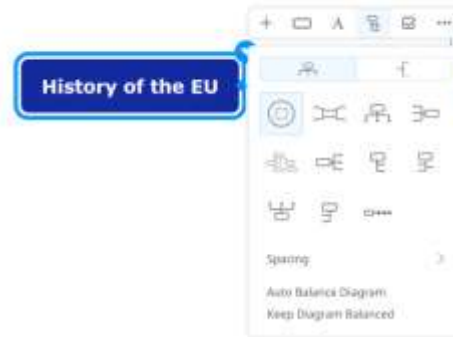 History of the EU
A
Spacing
Auto Balance Diagram
Keep Diagram Balanced